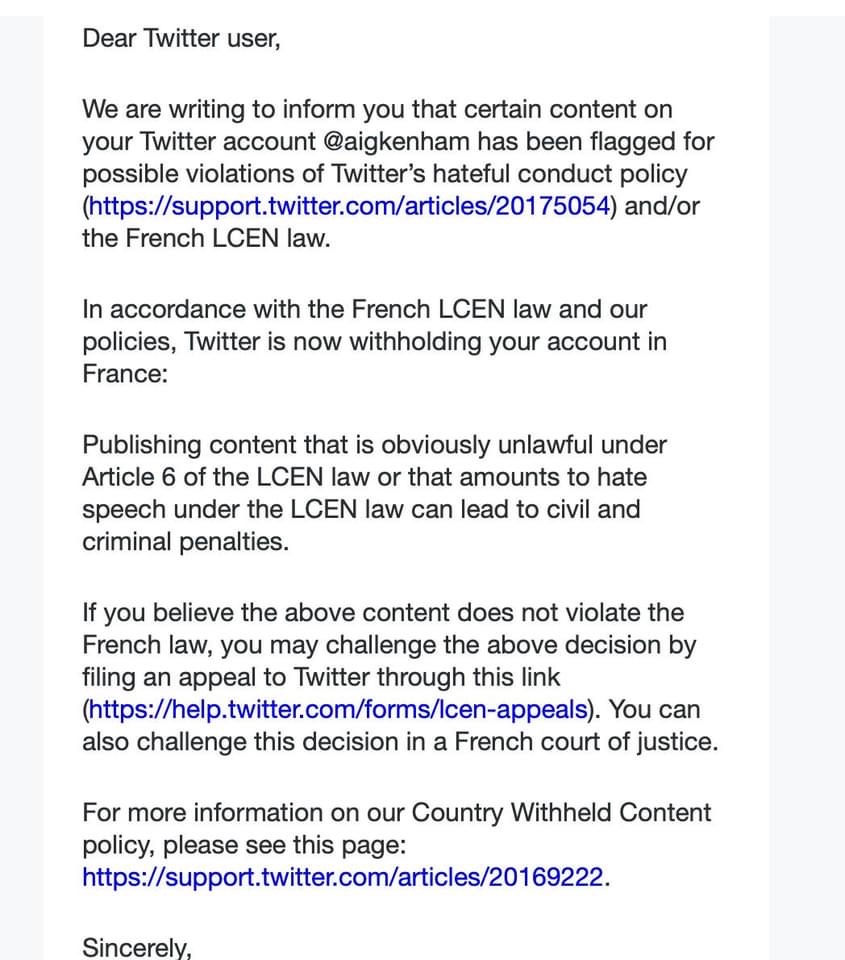 Dear Twitter user,
We are writing to inform you that certain content on
your Twitter account @aigkenham has been flagged for
possible violations of Twitter’s hateful conduct policy
(https://support.twitter.com/articles/20175054) and/or
the French LCEN law.
In accordance with the French LCEN law and our
policies, Twitter is now withholding your account in
France:
Publishing content that is obviously unlawful under
Article 6 of the LCEN law or that amounts to hate
speech under the LCEN law can lead to civil and
criminal penalties.
If you believe the above content does not violate the
French law, you may challenge the above decision by
filing an appeal to Twitter through this link
(https://help.twitter.com/forms/lcen-appeals). You can
also challenge this decision in a French court of justice.
For more information on our Country Withheld Content
policy, please see this page:
https://support.twitter.com/articles/20169222.
Sincerely,